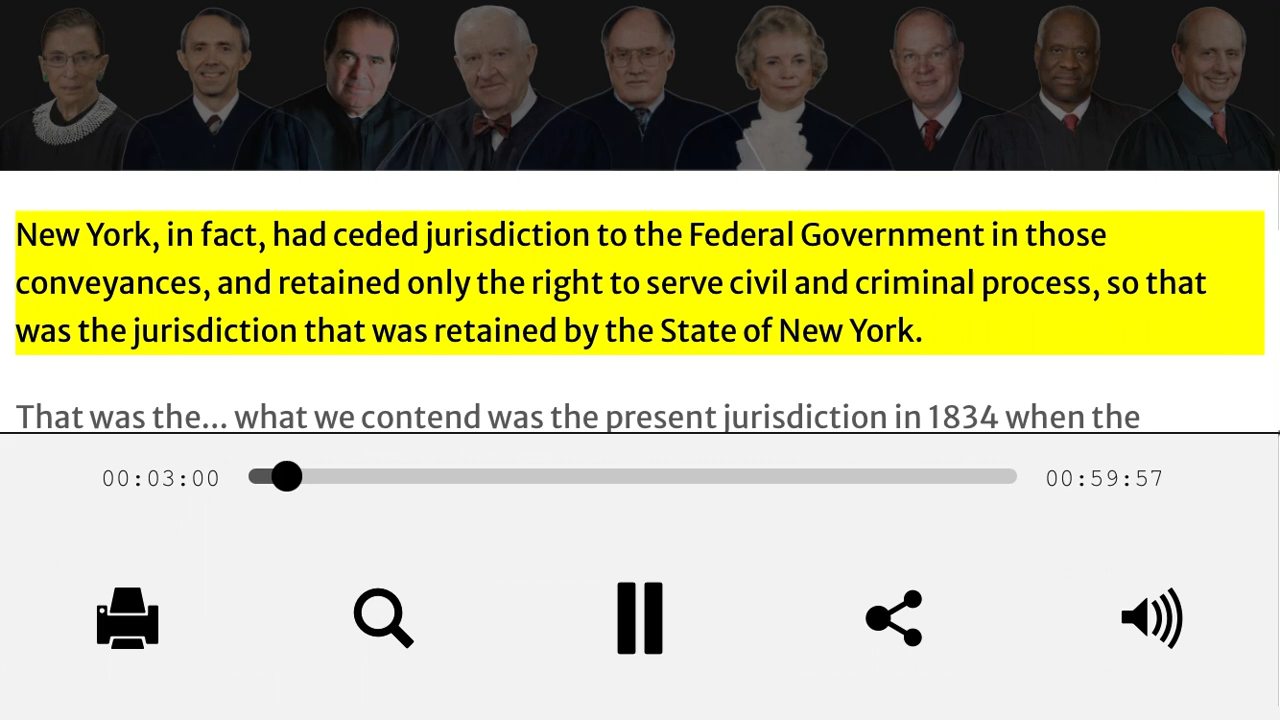 New York, in fact, had ceded jurisdiction to the Federal Government in those
conveyances, and retained only the right to serve civil and criminal process, so that
was the jurisdiction that was retained by the State of New York.
That was the... what we contend was the present jurisdiction in 1834 when the
00:03:00
00:59:57